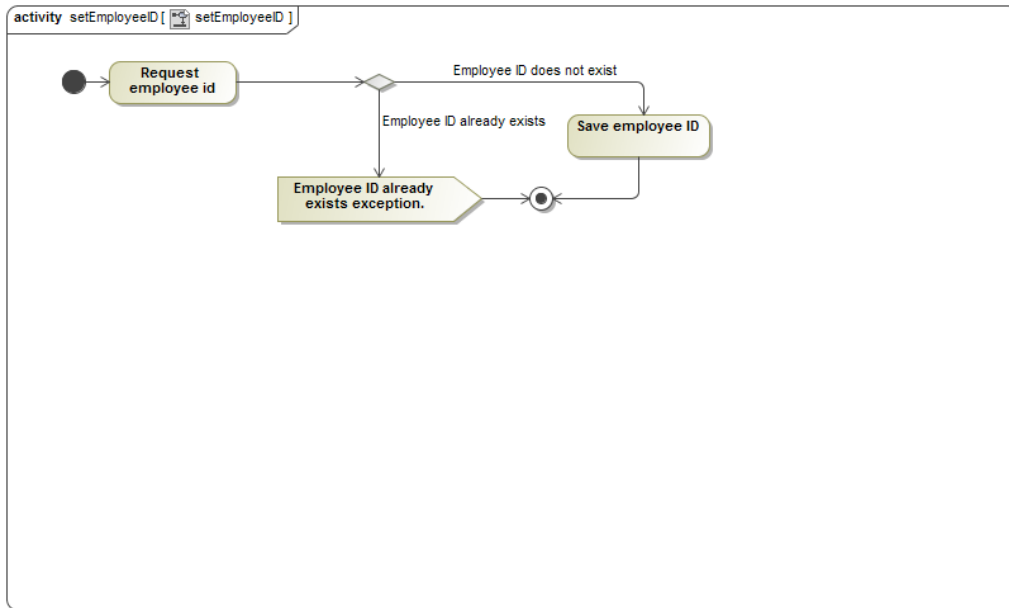 activity setEmployeeID [ setEmployeeID ]
Request
employee id
Employee ID does not exist
Employee ID already exists
Save employee ID
Employee ID already
exists exception.